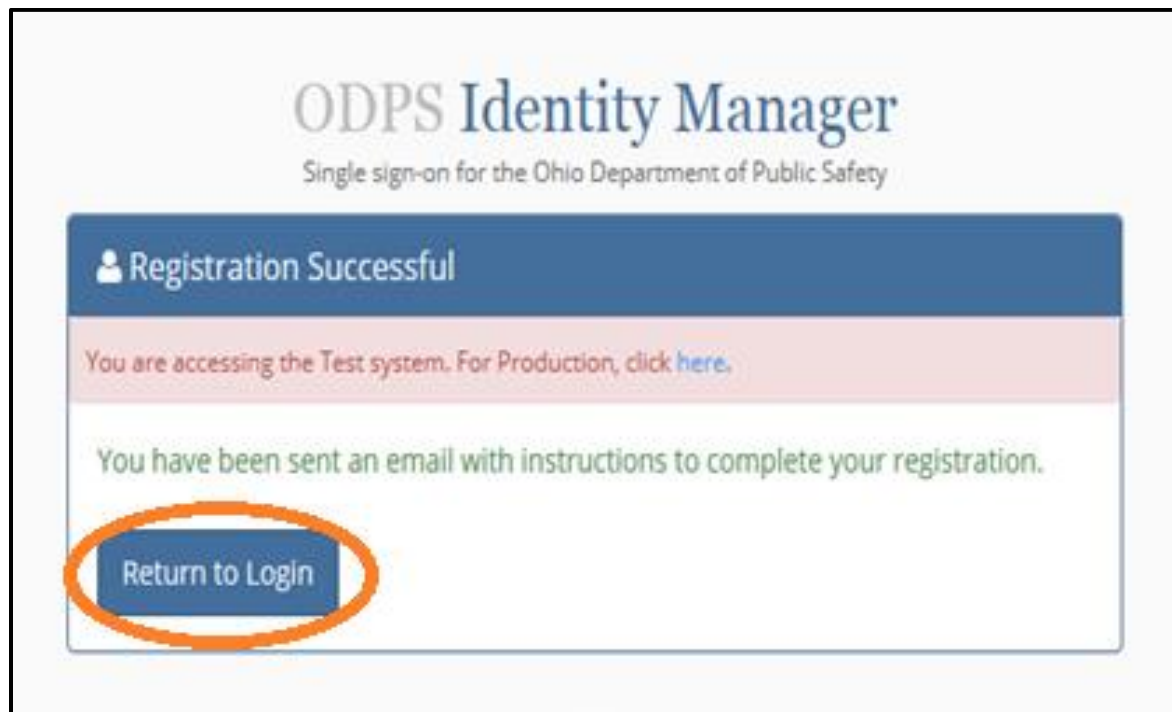 ODPS Identity Manager
Single sign-on for the Ohio Department of Public Safety
Registration Successful
You are accessing the Test system. For Production, click here.
You have been sent an email with instructions to complete your registration.
Return to Login